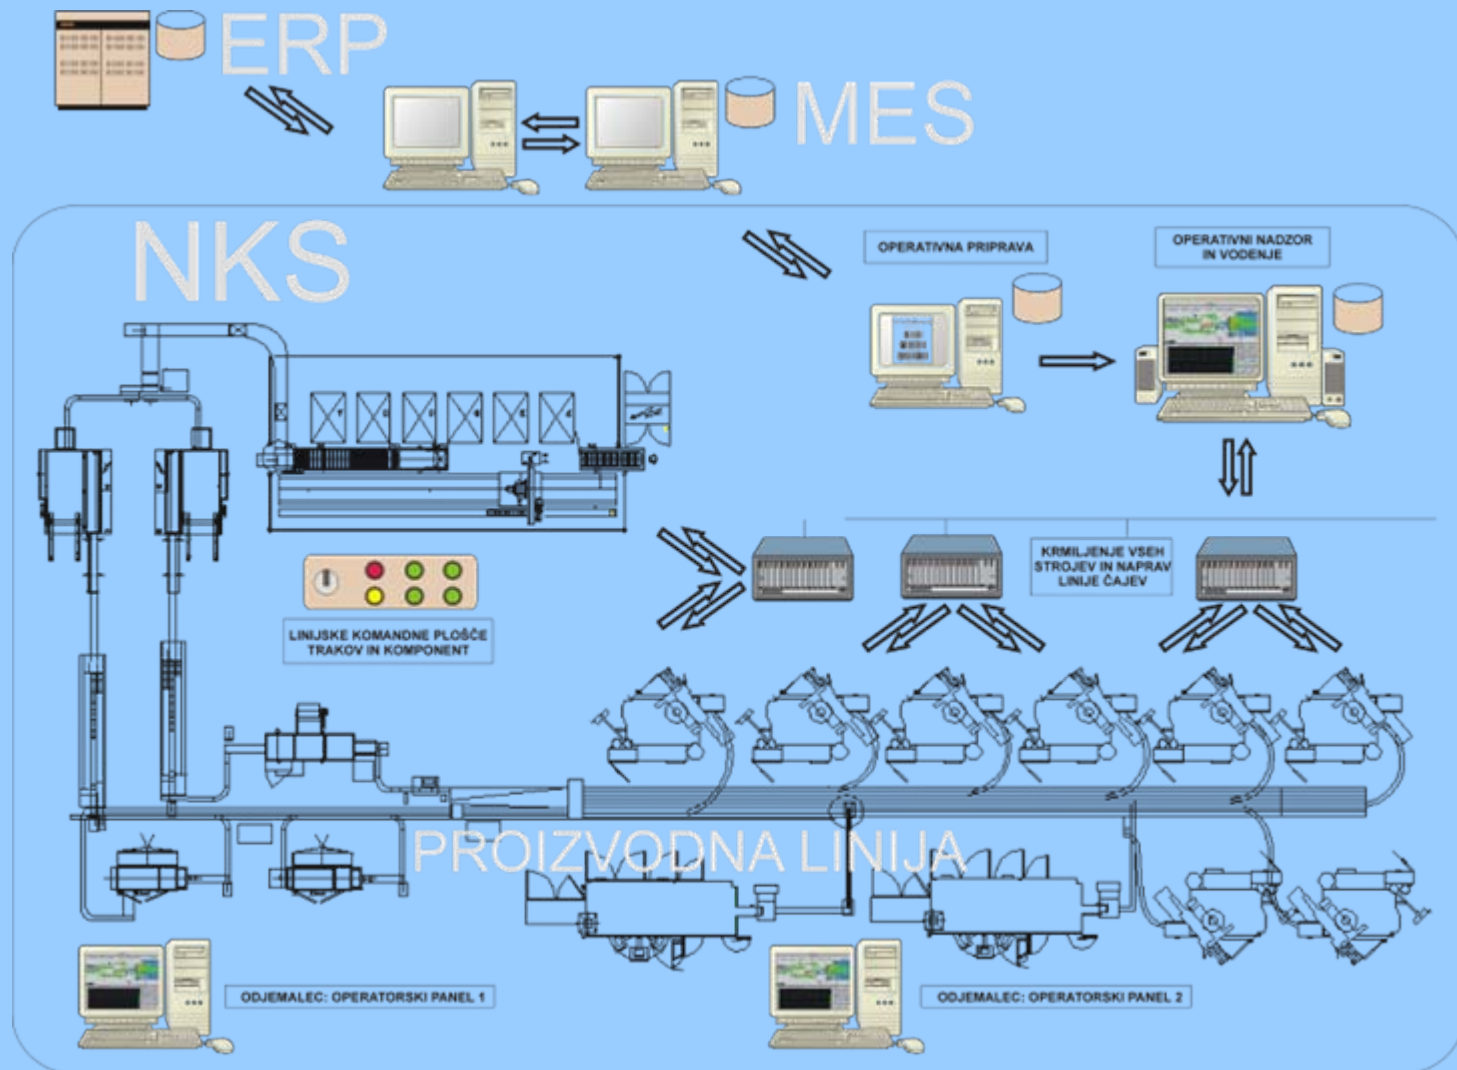 ERP
MES
NKS
OPERATIVNA PRIPRAVA
OPERATIVNI NADZOR
IN VODENJE
KRMILJENJE VSEH
STROJEV IN NAPRAV
LINIJE ČAJEV
LINIJSKE KOMANDNE PLOŠČE
TRAKOV IN KOMPONENT
PROIZVODNA LINIJA
ODJEMALEC: OPERATORSKI PANEL 1
ODJEMALEC: OPERATORSKI PANEL 2